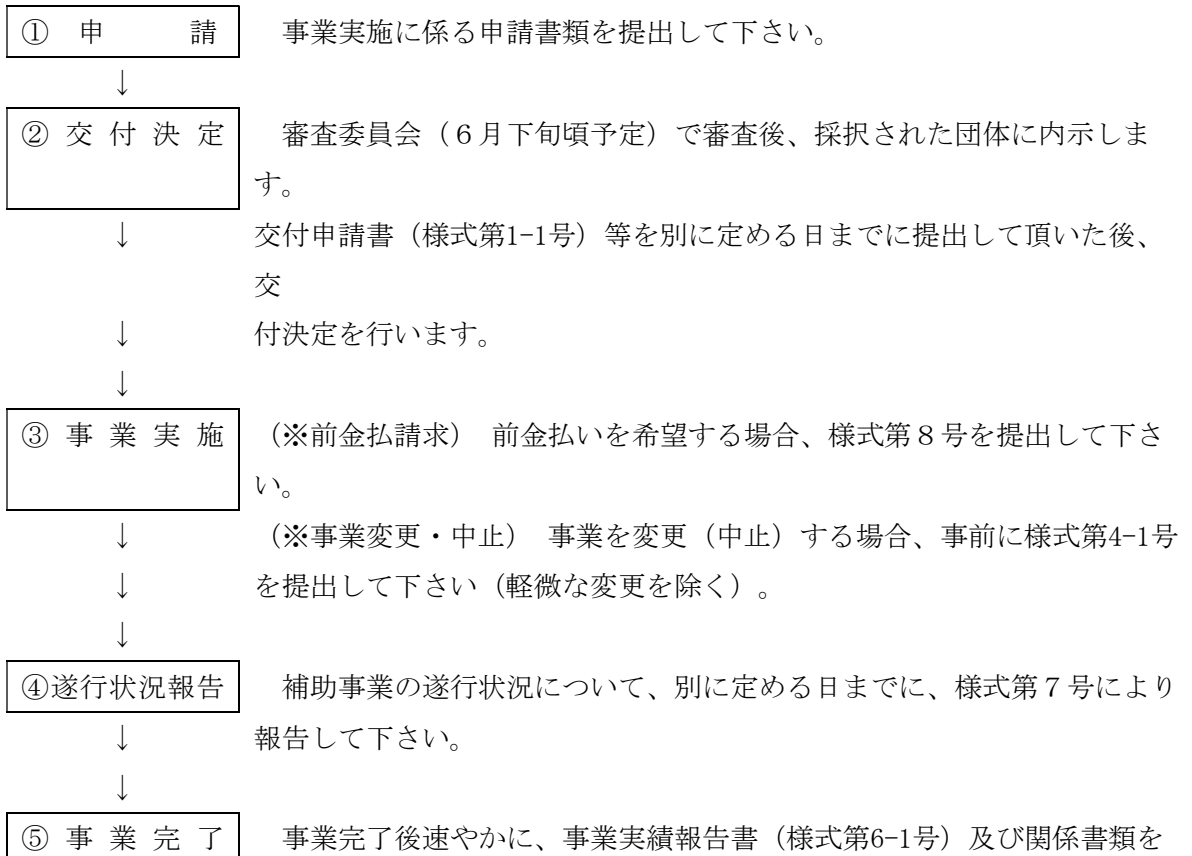 ① 申 請 事業実施に係る申請書類を提出して下さい。
↓
② 交 付 決 定 審査委員会（６月下旬頃予定）で審査後、採択された団体に内示しま
す。
↓ 交付申請書（様式第1-1号）等を別に定める日までに提出して頂いた後、
交
↓ 付決定を行います。
↓
③ 事 業 実 施 （※前金払請求） 前金払いを希望する場合、様式第８号を提出して下さ
い。
↓ （※事業変更・中止） 事業を変更（中止）する場合、事前に様式第4-1号
↓ を提出して下さい（軽微な変更を除く）。
↓
④遂行状況報告 補助事業の遂行状況について、別に定める日までに、様式第７号により
↓ 報告して下さい。
↓
⑤ 事 業 完 了 事業完了後速やかに、事業実績報告書（様式第6-1号）及び関係書類を